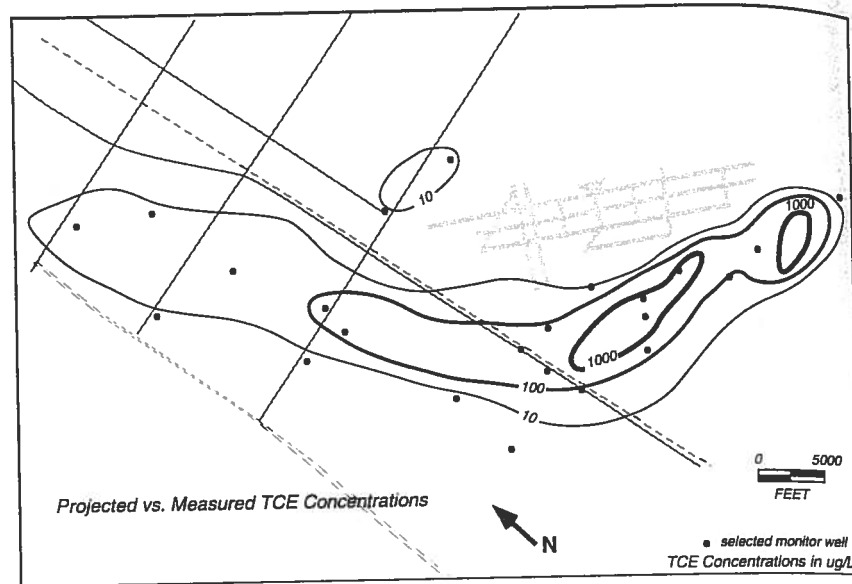 10
1000
1000
100
10
0 5000
FEET
Projected vs. Measured TCE Concentrations
N
selected monitor well
TCE Concentrations in ug/L